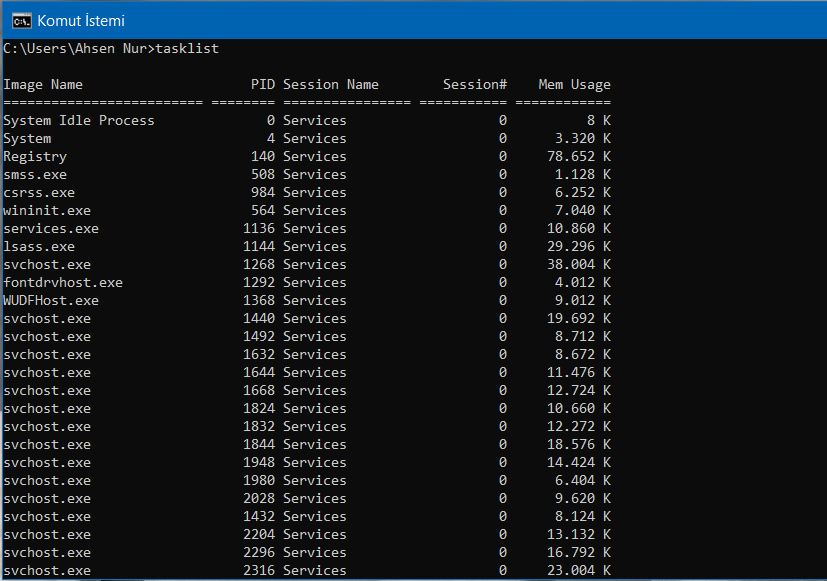 Komut İstemi
C:\Users\Ahsen Nur>tasklist
Image Name                     PID Session Name        Session#    Mem Usage
========================= ======== ================ =========== ============
System Idle Process              0 Services                   0          8 K
System                           4 Services                   0      3.320 K
Registry                       140 Services                   0     78.652 K
smss.exe                       508 Services                   0      1.128 K
csrss.exe                      984 Services                   0      6.252 K
wininit.exe                    564 Services                   0      7.040 K
services.exe                  1136 Services                   0     10.860 K
lsass.exe                     1144 Services                   0     29.296 K
svchost.exe                   1268 Services                   0     38.004 K
fontdrvhost.exe               1292 Services                   0      4.012 K
WUDFHost.exe                  1368 Services                   0      9.012 K
svchost.exe                   1440 Services                   0     19.692 K
svchost.exe                   1492 Services                   0      8.712 K
svchost.exe                   1632 Services                   0      8.672 K
svchost.exe                   1644 Services                   0     11.476 K
svchost.exe                   1668 Services                   0     12.724 K
svchost.exe                   1824 Services                   0     10.660 K
svchost.exe                   1832 Services                   0     12.272 K
svchost.exe                   1844 Services                   0     18.576 K
svchost.exe                   1948 Services                   0     14.424 K
svchost.exe                   1980 Services                   0      6.404 K
svchost.exe                   2028 Services                   0      9.620 K
svchost.exe                   1432 Services                   0      8.124 K
svchost.exe                   2204 Services                   0     13.132 K
svchost.exe                   2296 Services                   0     16.792 K
svchost.exe                   2316 Services                   0     23.004 K